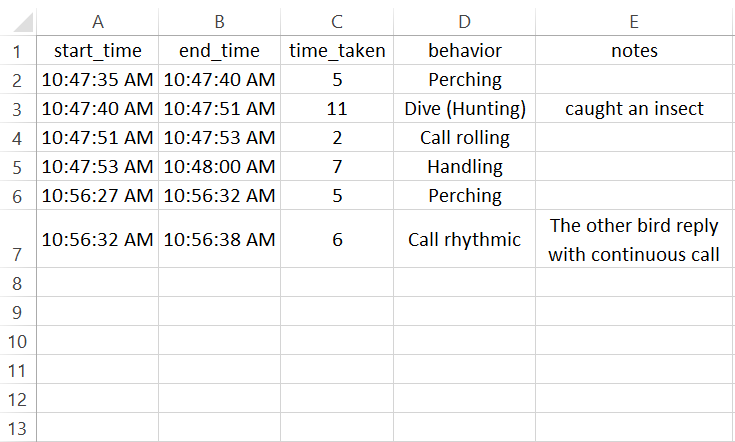 A B C D E
1 start_time end_time time_taken behavior notes
2 10:47:35 AM 10:47:40 AM 5 Perching
3 10:47:40 AM 10:47:51 AM 11 Dive (Hunting) caught an insect
4 10:47:51 AM 10:47:53 AM 2 Call rolling
5 10:47:53 AM 10:48:00 AM 7 Handling
6 10:56:27 AM 10:56:32 AM 5 Perching
7 10:56:32 AM 10:56:38 AM 6 Call rhythmic The other bird reply
with continuous call
8
9
10
11
12
13